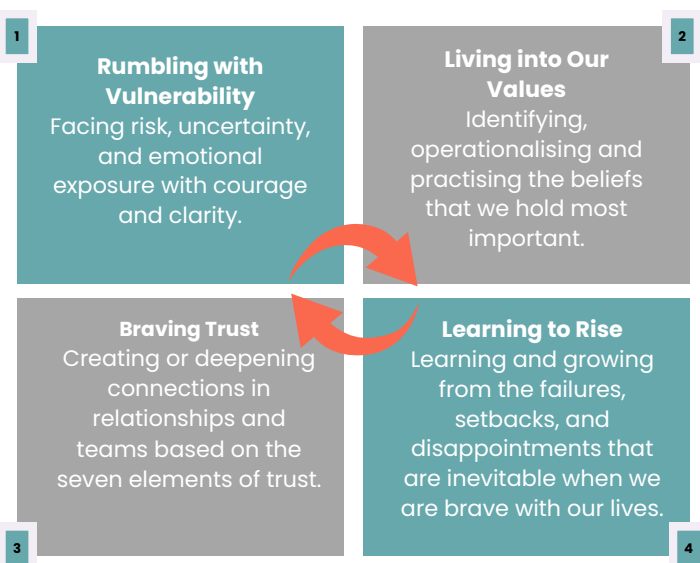 1
Rumbling with
Vulnerability
Facing risk, uncertainty,
and emotional
exposure with courage
and clarity.
2
Living into Our
Values
Identifying,
operationalising and
practising the beliefs
that we hold most
important.
Braving Trust
Creating or deepening
connections in
relationships and
teams based on the
seven elements of trust.
3
Learning to Rise
Learning and growing
from the failures,
setbacks, and
disappointments that
are inevitable when we
are brave with our lives.
4